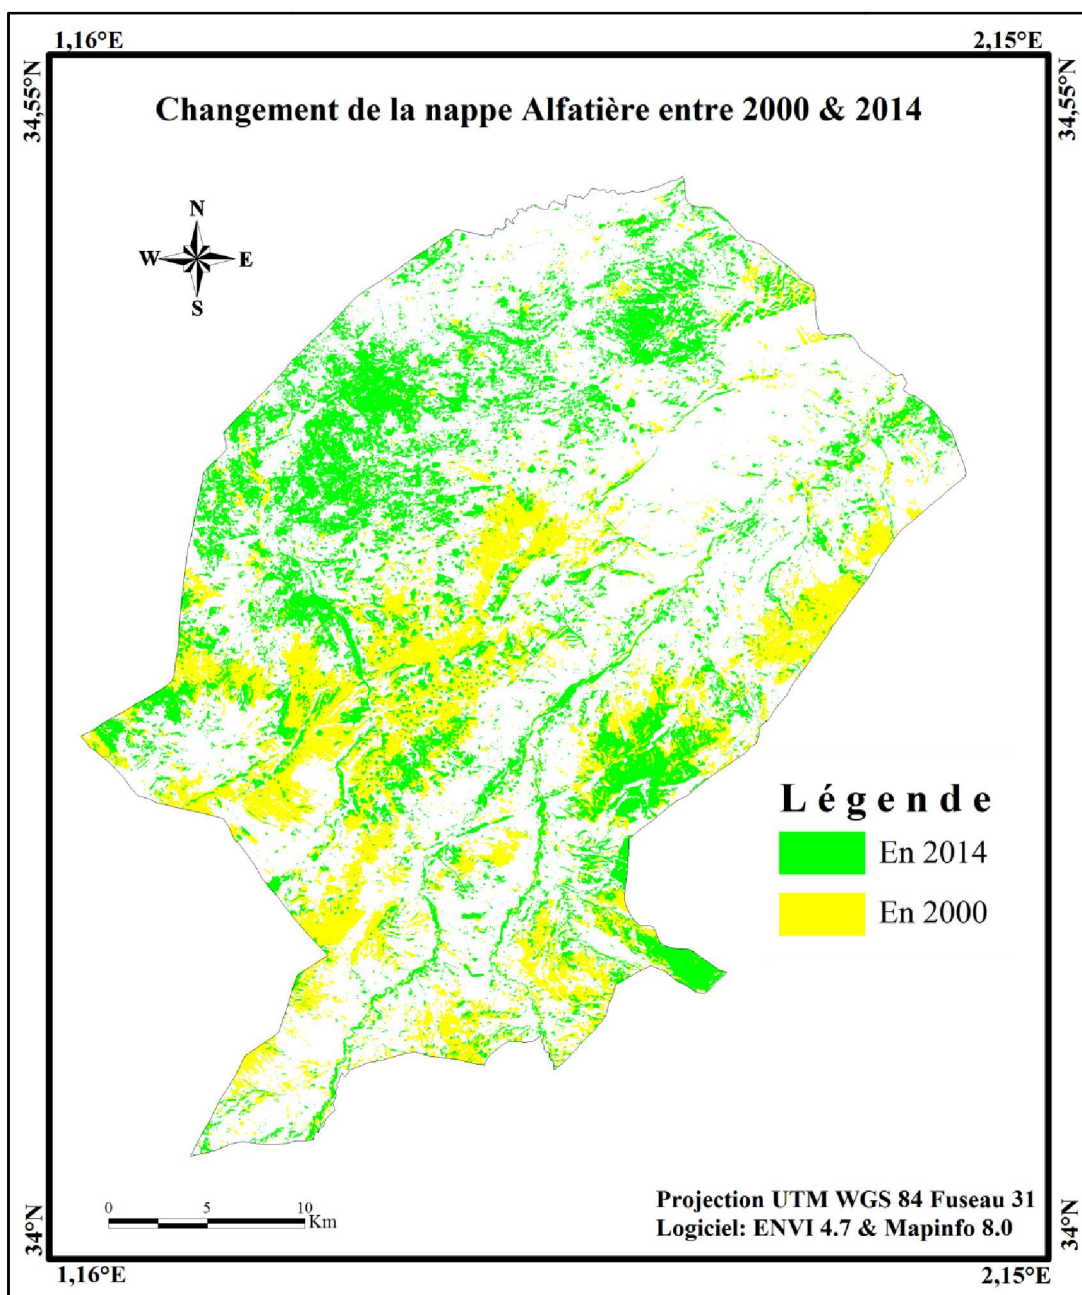 1,16°E
2,15°E
34,55°N
34,55°N
Changement de la nappe Alfatière entre 2000 & 2014
N
W
E
S
Légende
En 2014
En 2000
0
5
10
Km
Projection UTM WGS 84 Fuseau 31
Logiciel: ENVI 4.7 & Mapinfo 8.0
34°N
34°N
1,16°E
2,15°E